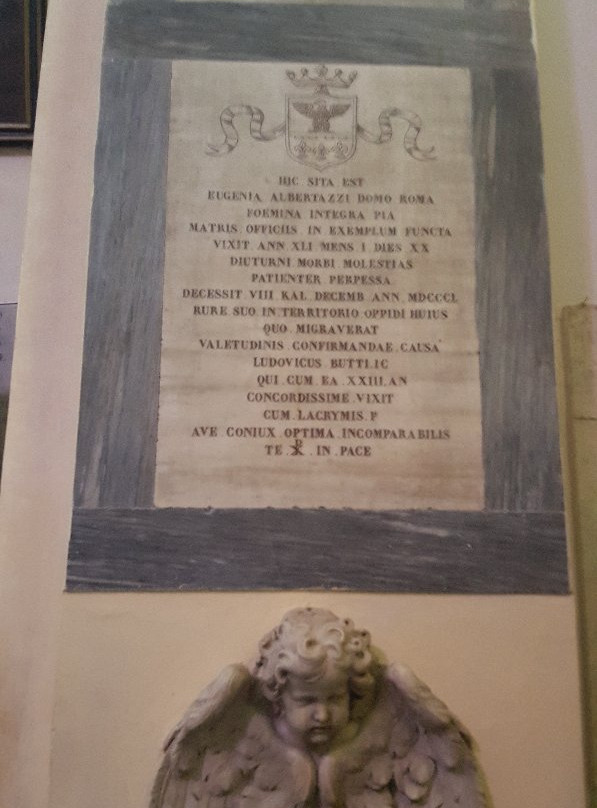 HIC SITA EST
EUGENIA ALBERTAZZI DOMO ROMA
FOEMINA INTEGRA PIA
MATRIS OFFICIIS IN EXEMPLUM FUNCTA
VIXIT ANN XLI MENS I DIES XX
DIUTURNI MORBI MOLESTIAS
PATIENTER PERPESSA
DECESSIT VIII KAL DECEMB ANN MDCCCL
RURE SUO IN TERRITORIO OPPIDI HUIUS
QUO MIGRAVERAT
VALETUDINIS CONFIRMANDAE CAUSA
LUDOVICUS BUTTI.IC
QUI CUM EA XXIII AN
CONCORDISSIME VIXIT
CUM LACRYMIS P
AVE CONIUX OPTIMA INCOMPARABILIS
TE ☧ IN PACE